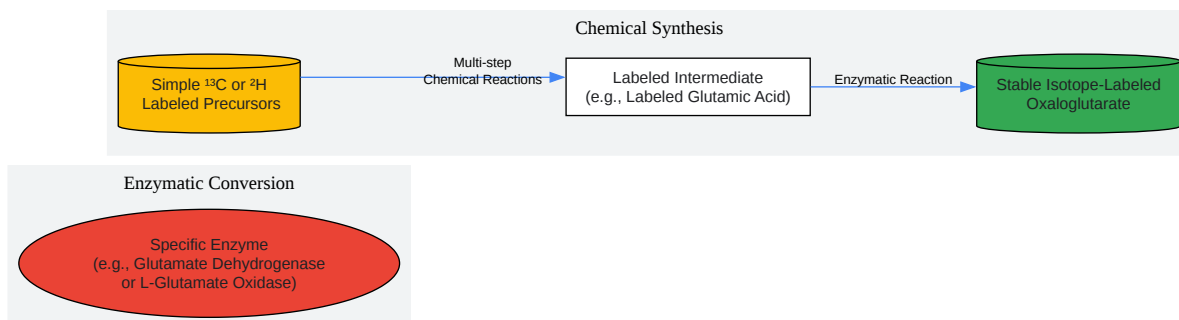 Chemical Synthesis
Simple ¹³C or ²H
Labeled Precursors
Multi-step
Chemical Reactions
Labeled Intermediate
(e.g., Labeled Glutamic Acid)
Enzymatic Reaction
Stable Isotope-Labeled
Oxaloglutarate
Enzymatic Conversion
Specific Enzyme
(e.g., Glutamate Dehydrogenase
or L-Glutamate Oxidase)